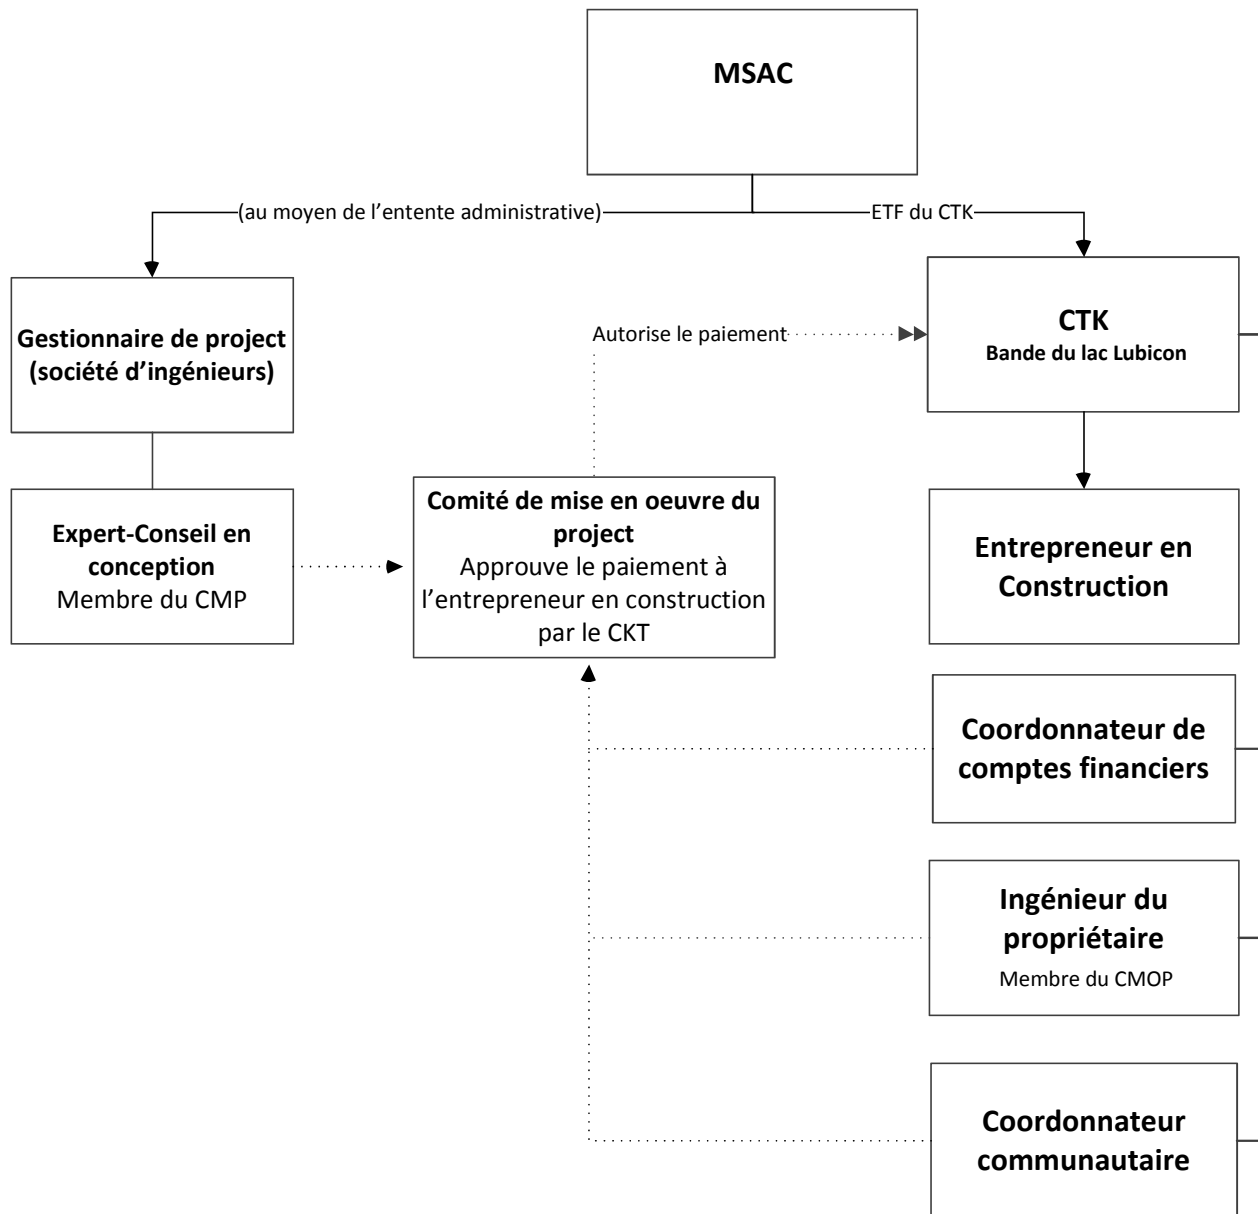 MSAC
(au moyen de l’entente administrative)
ETF du CTK
Gestionnaire de project
(société d’ingénieurs)
Autorise le paiement
CTK
Bande du lac Lubicon
Expert-Conseil en
conception
Membre du CMP
Comité de mise en oeuvre du
project
Approuve le paiement à
l’entrepreneur en construction
par le CKT
Entrepreneur en
Construction
Coordonnateur de
comptes financiers
Ingénieur du
propriétaire
Membre du CMOP
Coordonnateur
communautaire